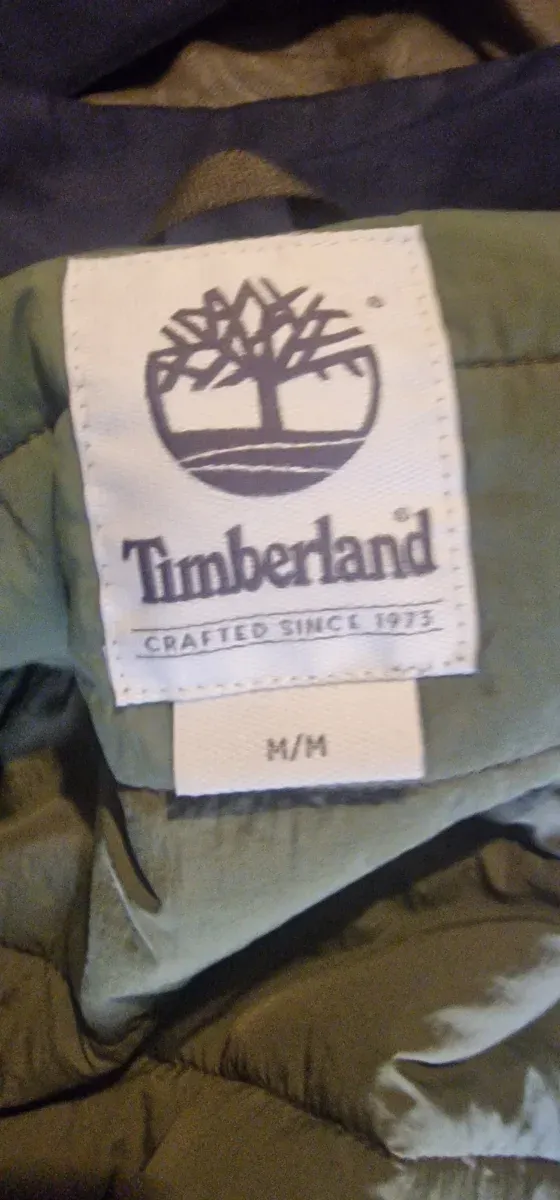 Timberland®
CRAFTED SINCE 1973
M/M